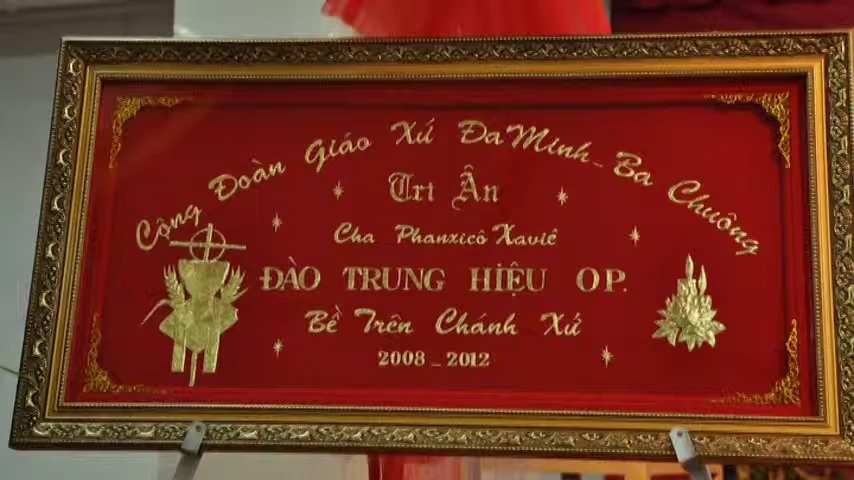 Cộng Đoàn Giáo Xứ Đa Minh - Ba Chuông
Tri Ân
Cha Phanxicô Xaviê
ĐÀO TRUNG HIỆU OP.
Bề Trên Chánh Xứ
2008 - 2012